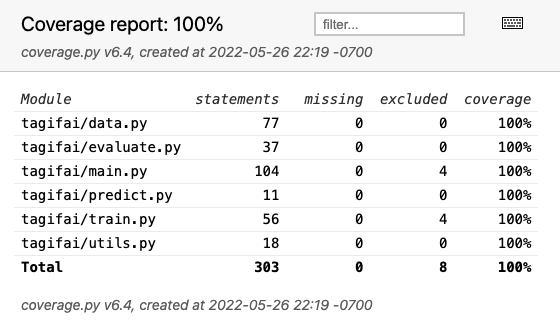 Coverage report: 100%
filter...
coverage.py v6.4, created at 2022-05-26 22:19 -0700
Module statements missing excluded coverage
tagifai/data.py 77 0 0 100%
tagifai/evaluate.py 37 0 0 100%
tagifai/main.py 104 0 4 100%
tagifai/predict.py 11 0 0 100%
tagifai/train.py 56 0 4 100%
tagifai/utils.py 18 0 0 100%
Total 303 0 8 100%
coverage.py v6.4, created at 2022-05-26 22:19 -0700